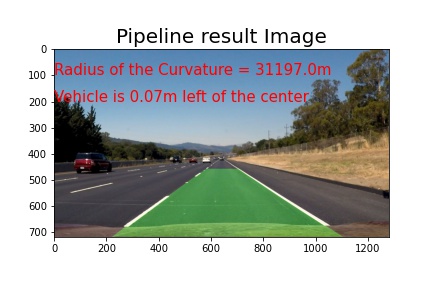 Pipeline result Image
0
100
200
300
400
500
600
700
Radius of the Curvature = 31197.0m
Vehicle is 0.07m left of the center
0 200 400 600 800 1000 1200